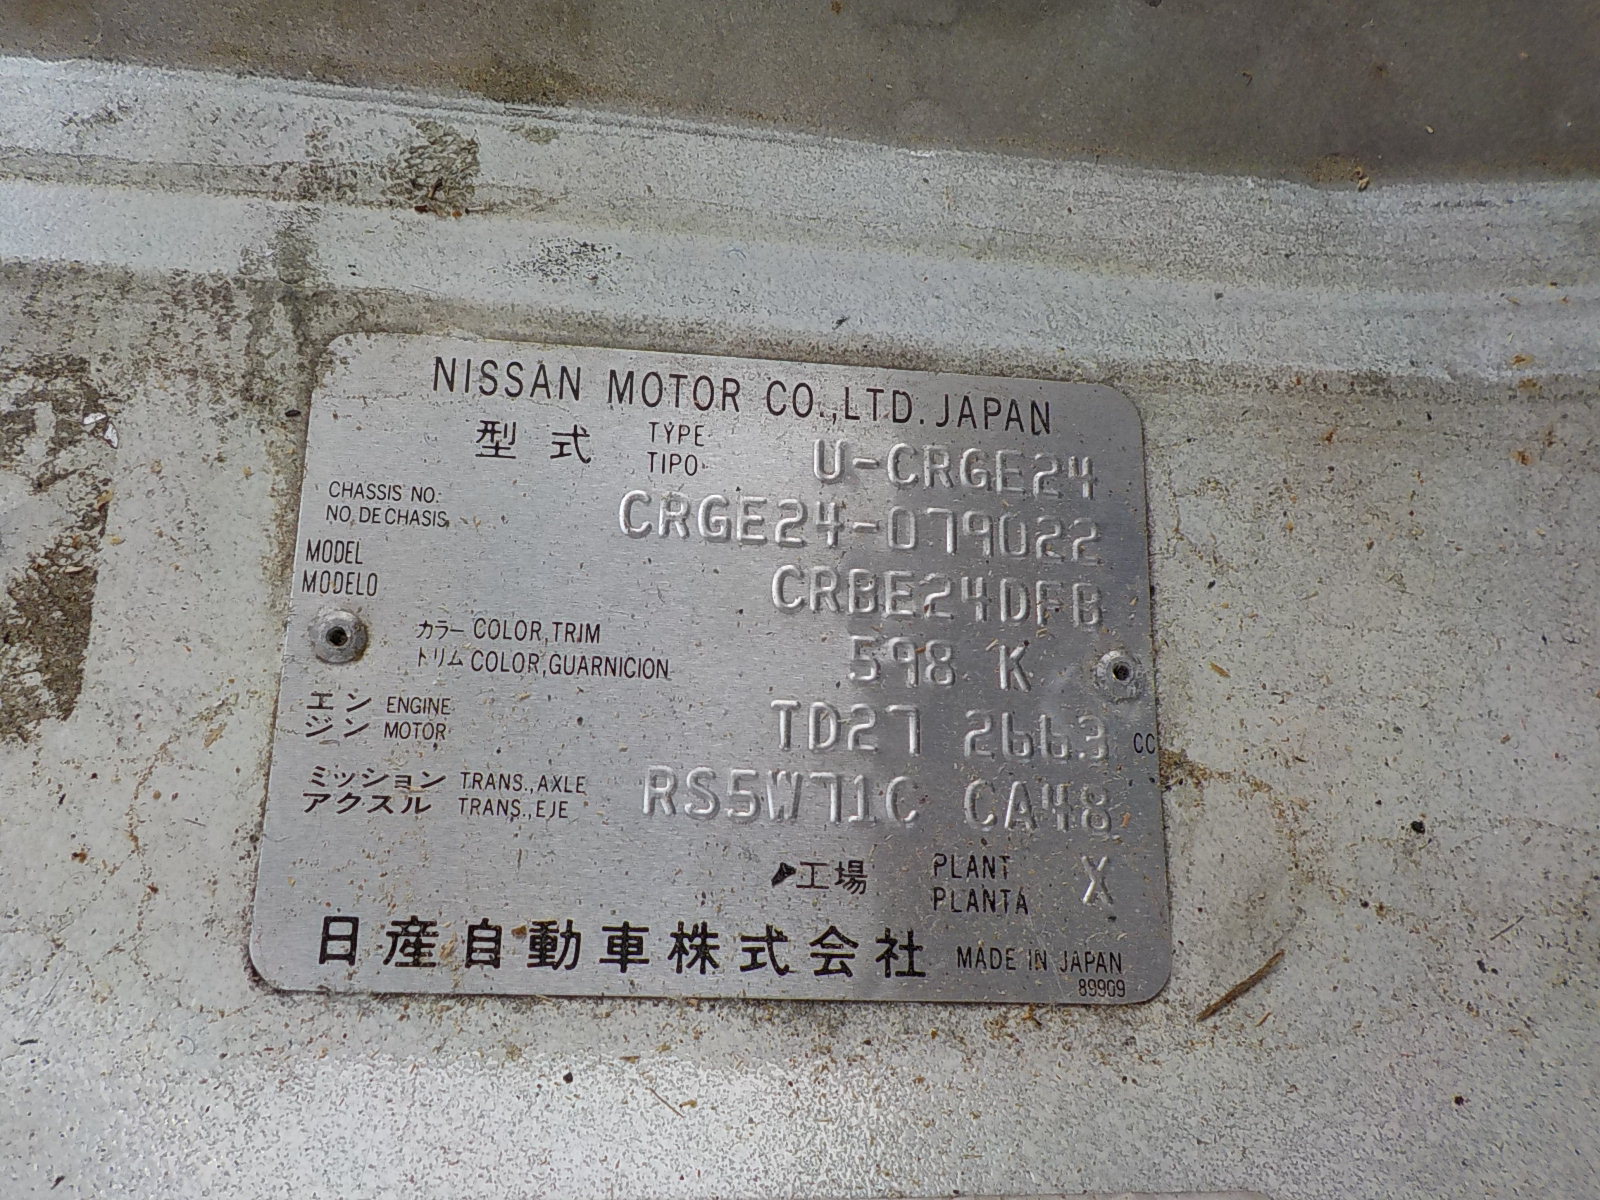 NISSAN MOTOR CO.,LTD. JAPAN
型式 TYPE TIPO U-CRGE24
CHASSIS NO. NO, DE CHASIS, CRGE24-079022
MODEL MODELO CRBE24DFB
カラー COLOR,TRIM
トリム COLOR,GUARNICION 598 K
エン ENGINE
ジン MOTOR TD27 2663 CC
ミッション TRANS.,AXLE
アクスル TRANS.,EJE RS5W71C CA48
工場 PLANT PLANTA X
日産自動車株式会社 MADE IN JAPAN
89909